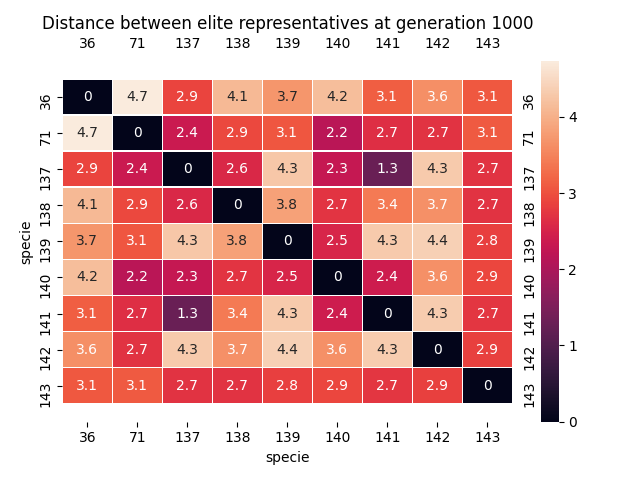 Distance between elite representatives at generation 1000
36 71 137 138 139 140 141 142 143
36 0 4.7 2.9 4.1 3.7 4.2 3.1 3.6 3.1 36
71 4.7 0 2.4 2.9 3.1 2.2 2.7 2.7 3.1 71
137 2.9 2.4 0 2.6 4.3 2.3 1.3 4.3 2.7 137
138 4.1 2.9 2.6 0 3.8 2.7 3.4 3.7 2.7 138
139 3.7 3.1 4.3 3.8 0 2.5 4.3 4.4 2.8 139
140 4.2 2.2 2.3 2.7 2.5 0 2.4 3.6 2.9 140
141 3.1 2.7 1.3 3.4 4.3 2.4 0 4.3 2.7 141
142 3.6 2.7 4.3 3.7 4.4 3.6 4.3 0 2.9 142
143 3.1 3.1 2.7 2.7 2.8 2.9 2.7 2.9 0 143
36 71 137 138 139 140 141 142 143
specie
specie
4
3
2
1
0